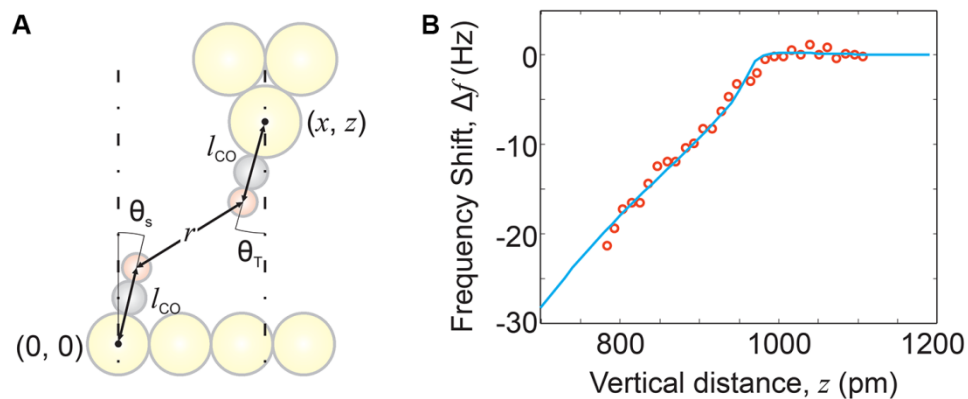 A
(x, z)
l_CO
θ_s
r
θ_T
l_CO
(0, 0)
B
Frequency Shift, Δf (Hz)
0
-10
-20
-30
800
1000
1200
Vertical distance, z (pm)